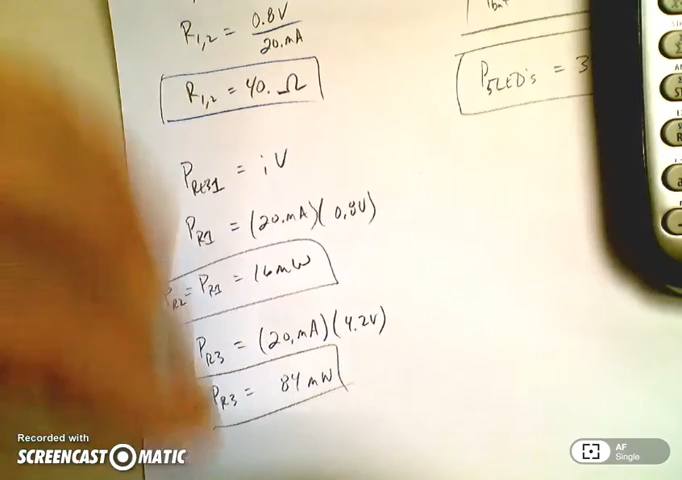 R1,2 = 0.8V
20.mA
R1,2 = 40. Ω
P5LED's = 3
= iV
PR1 = (20.mA)(0.8V)
PR2 = PR1 = 16mW
PR3 = (20.mA)(4.2V)
PR3 = 84 mW
Recorded with
SCREENCAST MATIC
AF
Single